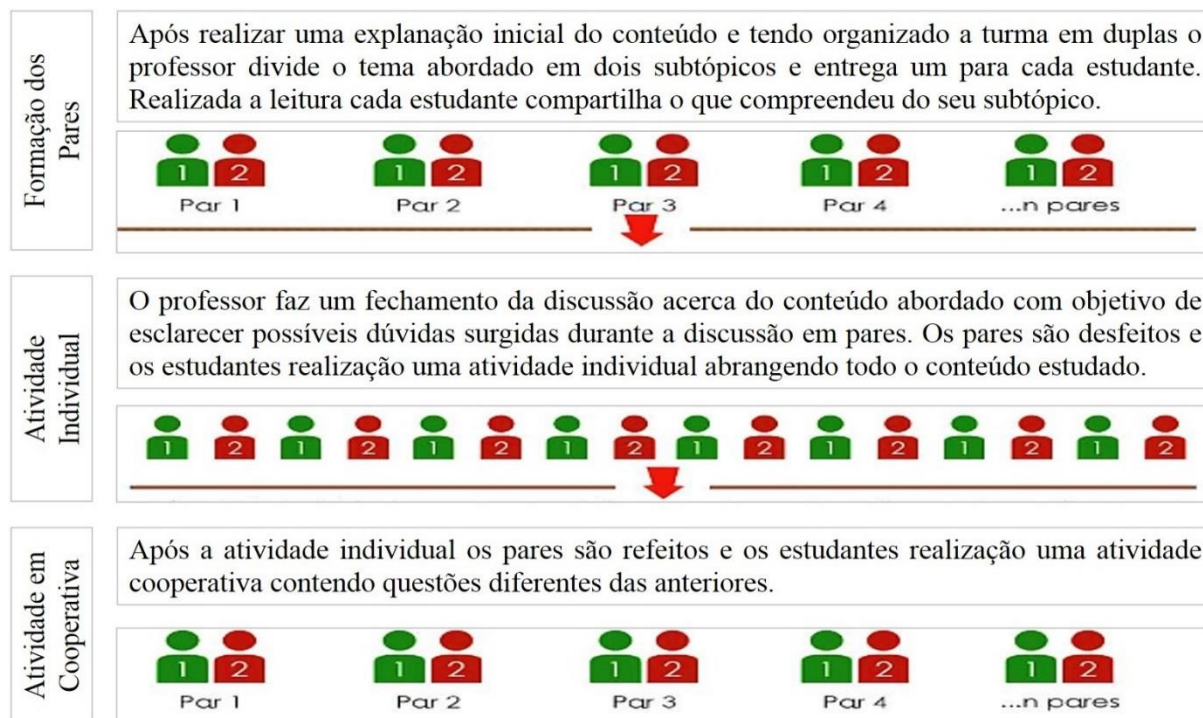 Formação dos
Pares
Após realizar uma explanação inicial do conteúdo e tendo organizado a turma em duplas o
professor divide o tema abordado em dois subtópicos e entrega um para cada estudante.
Realizada a leitura cada estudante compartilha o que compreendeu do seu subtópico.
1 2 1 2 1 2 1 2 1 2
Par 1 Par 2 Par 3 Par 4 ...n pares
Atividade
Individual
O professor faz um fechamento da discussão acerca do conteúdo abordado com objetivo de
esclarecer possíveis dúvidas surgidas durante a discussão em pares. Os pares são desfeitos e
os estudantes realização uma atividade individual abrangendo todo o conteúdo estudado.
1 2 1 2 1 2 1 2 1 2 1 2 1 2 1 2
Atividade em
Cooperativa
Após a atividade individual os pares são refeitos e os estudantes realização uma atividade
cooperativa contendo questões diferentes das anteriores.
1 2 1 2 1 2 1 2 1 2
Par 1 Par 2 Par 3 Par 4 ...n pares